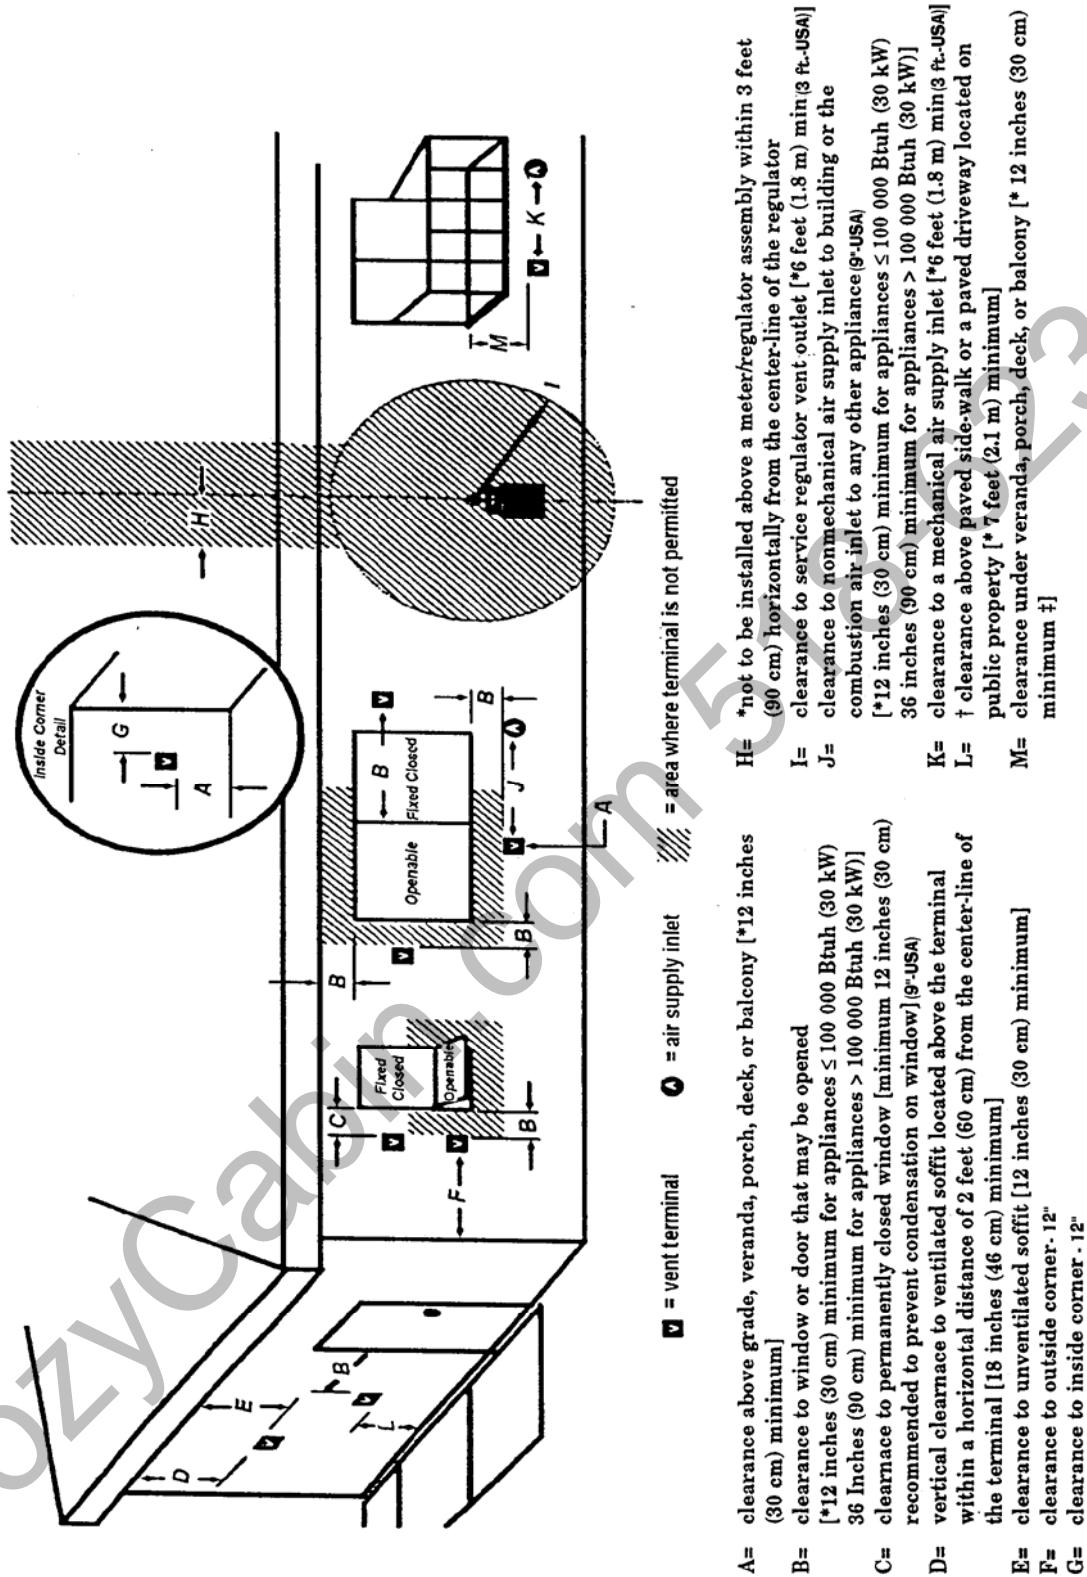 Inside Corner
Detail
G
V
A
H
D
E
B
L
V
V
C
V
Fixed
Closed
Openable
F
V
B
B
V
B
Openable
Fixed Closed
B
V
B
V
J
A
A
I
M
V
K
A
V = vent terminal
A = air supply inlet
= area where terminal is not permitted
A= clearance above grade, veranda, porch, deck, or balcony [*12 inches
(30 cm) minimum]
B= clearance to window or door that may be opened
[*12 inches (30 cm) minimum for appliances ≤ 100 000 Btuh (30 kW)
36 Inches (90 cm) minimum for appliances > 100 000 Btuh (30 kW)]
C= clearnace to permanently closed window [minimum 12 inches (30 cm)
recommended to prevent condensation on window] (9"-USA)
D= vertical clearnace to ventilated soffit located above the terminal
within a horizontal distance of 2 feet (60 cm) from the center-line of
the terminal [18 inches (46 cm) minimum]
E= clearance to unventilated soffit [12 inches (30 cm) minimum]
F= clearance to outside corner- 12"
G= clearance to inside corner - 12"
H= *not to be installed above a meter/regulator assembly within 3 feet
(90 cm) horizontally from the center-line of the regulator
I= clearance to service regulator vent outlet [*6 feet (1.8 m) min(3 ft.-USA)]
J= clearance to nonmechanical air supply inlet to building or the
combustion air inlet to any other appliance(9"-USA)
[*12 inches (30 cm) minimum for appliances ≤ 100 000 Btuh (30 kW)
36 inches (90 cm) minimum for appliances > 100 000 Btuh (30 kW)]
K= clearance to a mechanical air supply inlet [*6 feet (1.8 m) min(3 ft.-USA)]
L= † clearance above paved side-walk or a paved driveway located on
public property [* 7 feet (2.1 m) minimum]
M= clearance under veranda, porch, deck, or balcony [* 12 inches (30 cm)
minimum ‡]
ozyCabin.com 518-623